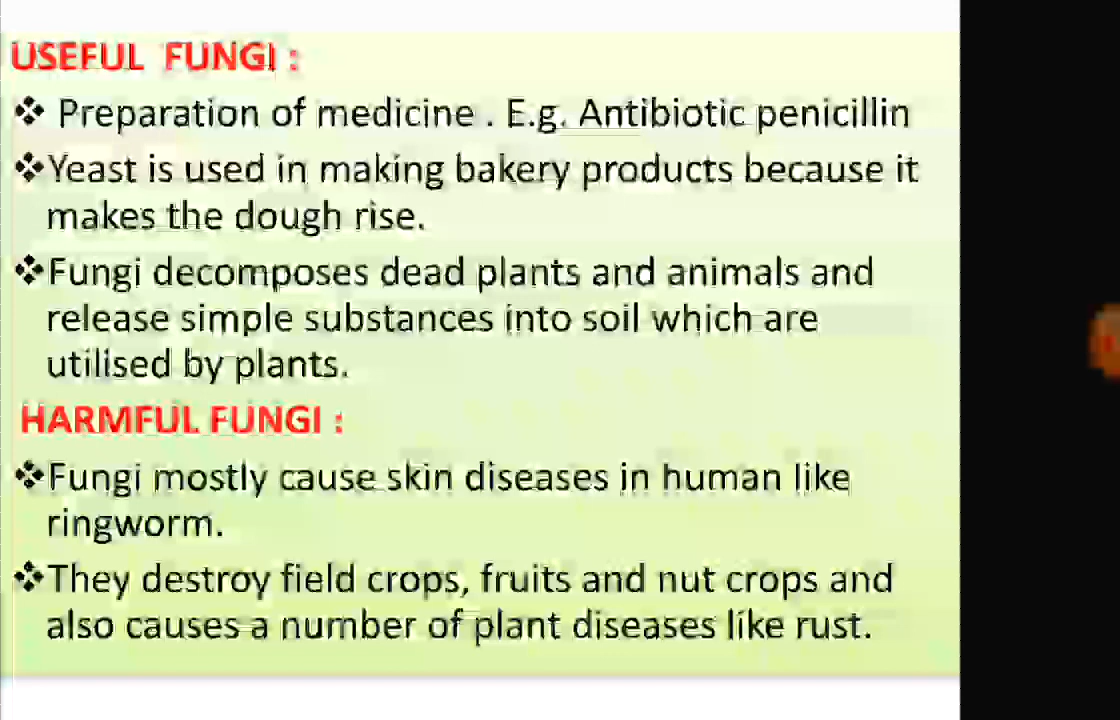 USEFUL FUNGI :
❖ Preparation of medicine . E.g. Antibiotic penicillin
❖Yeast is used in making bakery products because it
makes the dough rise.
❖Fungi decomposes dead plants and animals and
release simple substances into soil which are
utilised by plants.
HARMFUL FUNGI :
❖Fungi mostly cause skin diseases in human like
ringworm.
❖They destroy field crops, fruits and nut crops and
also causes a number of plant diseases like rust.